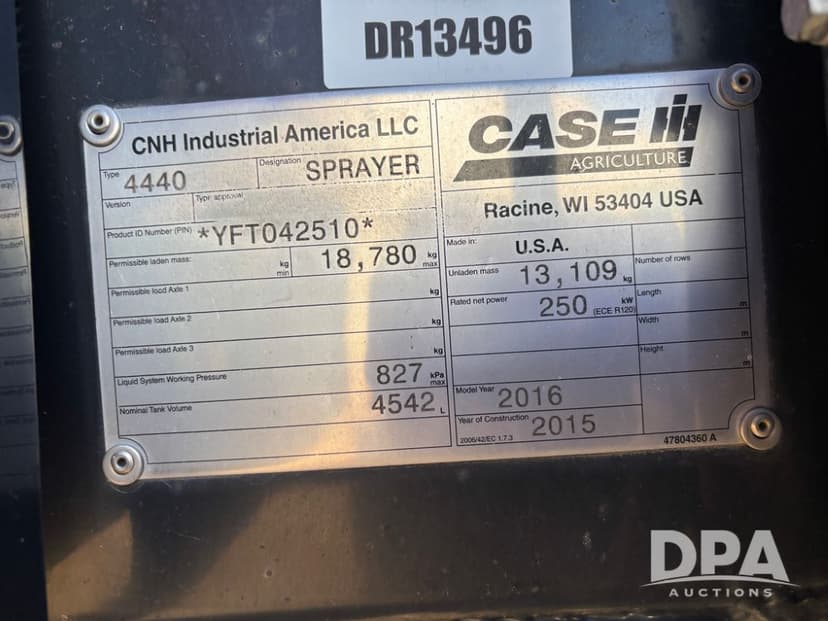 DR13496
CNH Industrial America LLC
Type 4440
Designation SPRAYER
Version
Type approval
Product ID Number (PIN) *YFT042510*
Permissible laden mass: kg min 18,780 kg max
Permissible load Axle 1 kg
Permissible load Axle 2 kg
Permissible load Axle 3 kg
Liquid System Working Pressure 827 kPa max
Nominal Tank Volume 4542 L
CASE IH
AGRICULTURE
Racine, WI 53404 USA
Made in: U.S.A.
Unladen mass 13,109 kg
Number of rows
Rated net power 250 kW (ECE R120)
Length m
Width m
Height m
Model Year 2016
Year of Construction 2015
2006/42/EC 1.7.3
47804360 A
DPA
AUCTIONS